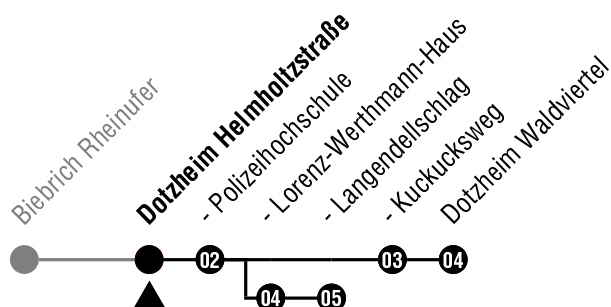 Biebrich Rheinufer
Dotzheim Helmholtzstraße
- Polizeihochschule
- Lorenz-Werthmann-Haus
- Langendellschlag
- Kuckucksweg
Dotzheim Waldviertel
02 03 04
04 05